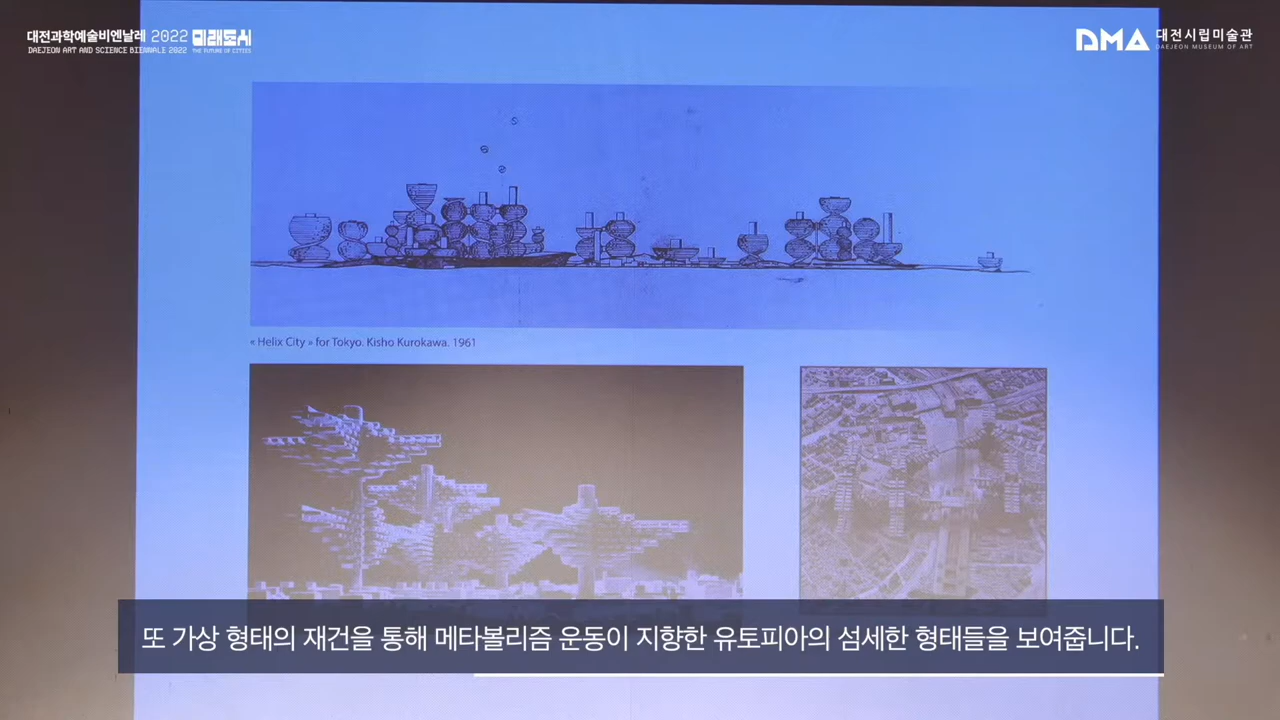 대전과학예술비엔날레 2022 미래도시
DAEJEON ART AND SCIENCE BIENNALE 2022 THE FUTURE OF CITIES
DMA 대전시립미술관
DAEJEON MUSEUM OF ART
« Helix City » for Tokyo. Kisho Kurokawa. 1961
또 가상 형태의 재건을 통해 메타볼리즘 운동이 지향한 유토피아의 섬세한 형태들을 보여줍니다.